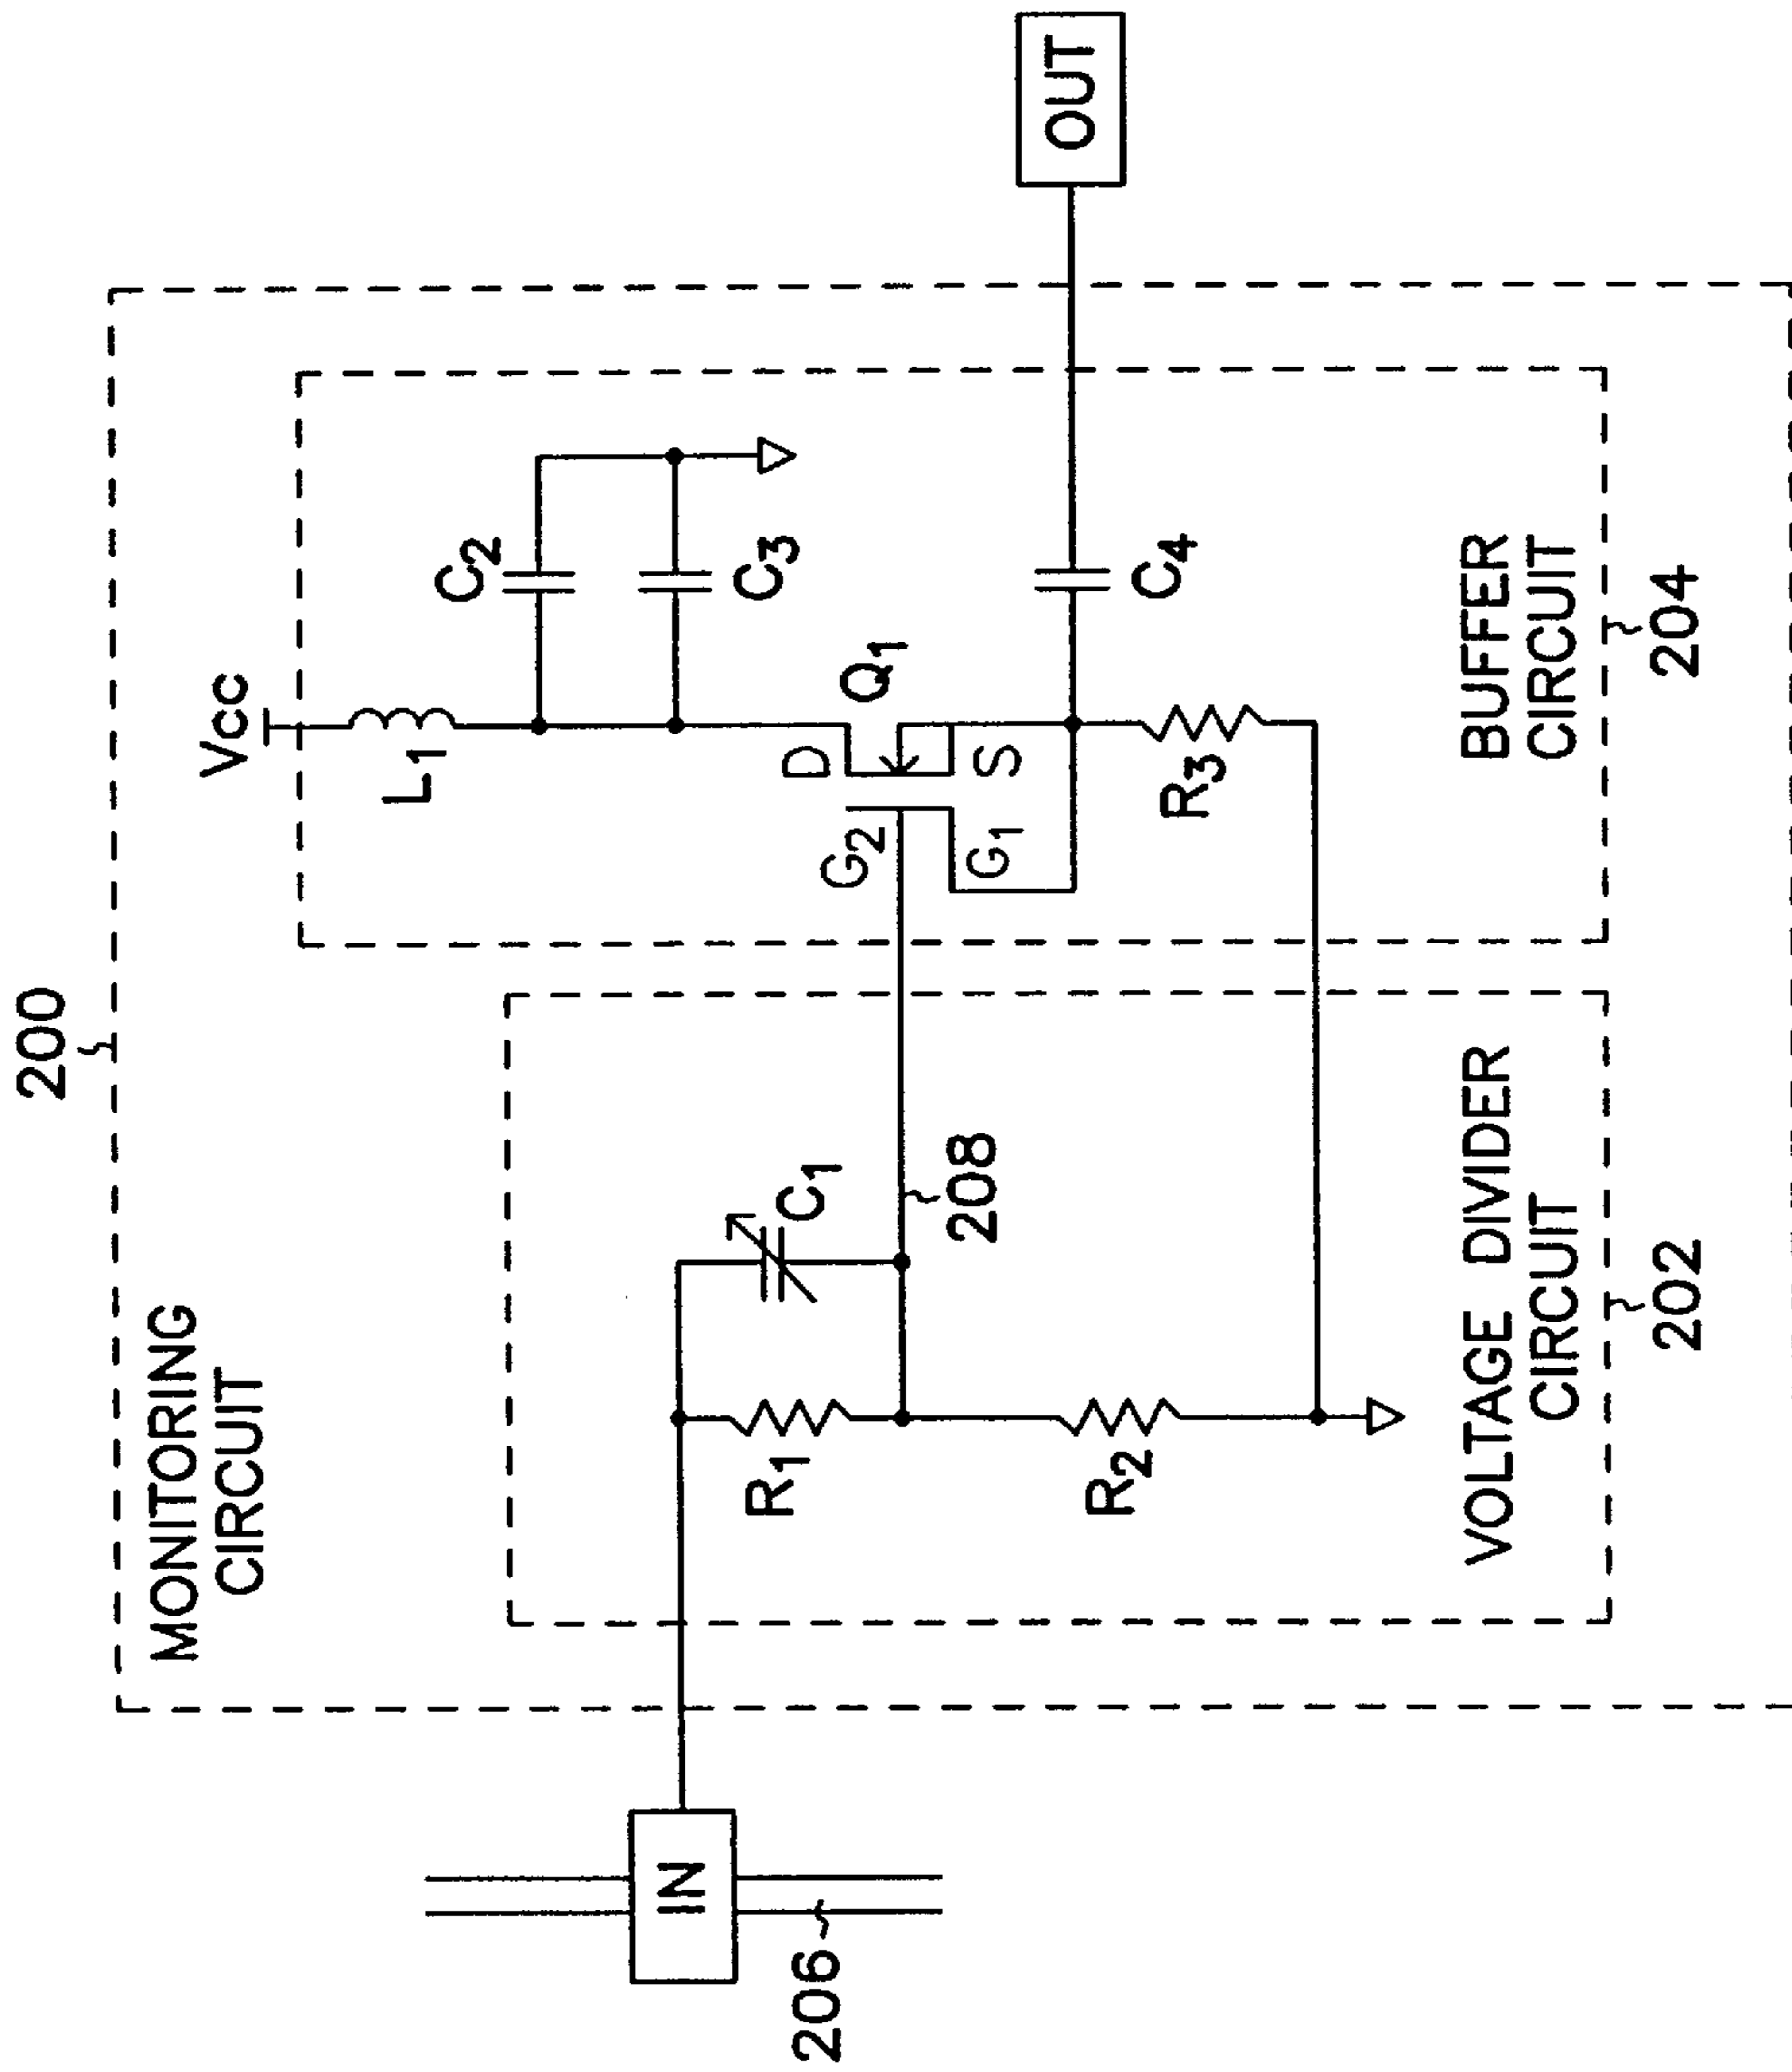 200
MONITORING
CIRCUIT
Vcc
L1
C2
C3
D
Q1
G2
G1
S
IN
206
R1
C1
208
R2
R3
C4
OUT
VOLTAGE DIVIDER
CIRCUIT
202
BUFFER
CIRCUIT
204